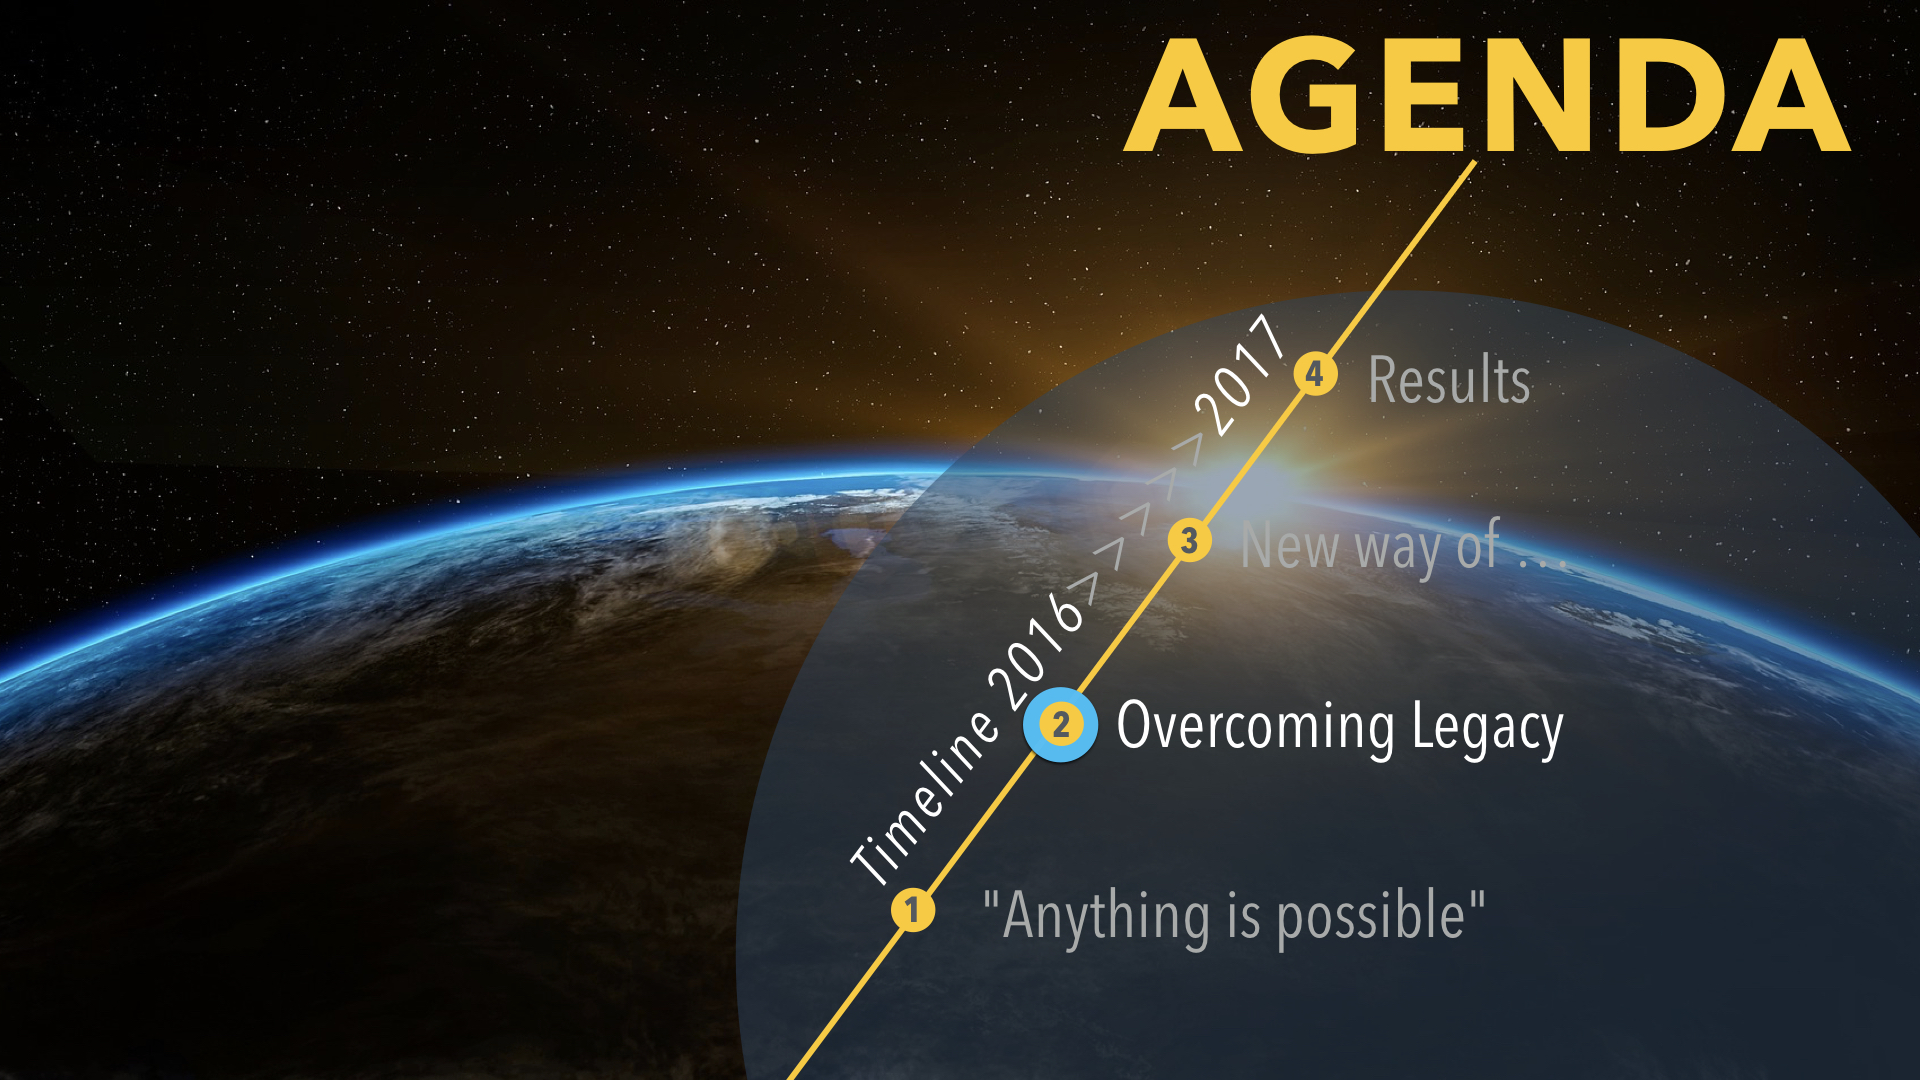 AGENDA
Timeline 2016 > > > > > 2017
4 Results
3 New way of ...
2 Overcoming Legacy
1 "Anything is possible"